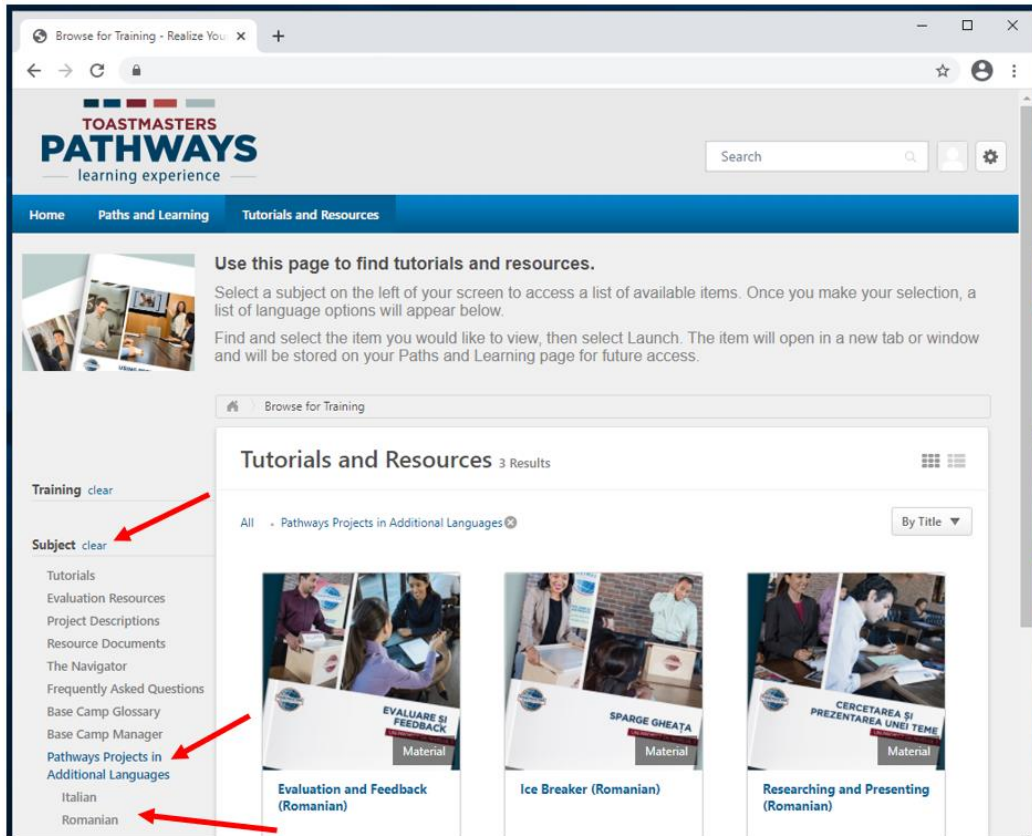 Browse for Training - Realize You
TOASTMASTERS
PATHWAYS
learning experience
Search
Home Paths and Learning Tutorials and Resources
Use this page to find tutorials and resources.
Select a subject on the left of your screen to access a list of available items. Once you make your selection, a
list of language options will appear below.
Find and select the item you would like to view, then select Launch. The item will open in a new tab or window
and will be stored on your Paths and Learning page for future access.
Browse for Training
Tutorials and Resources 3 Results
Training clear
All Pathways Projects in Additional Languages
By Title
Subject clear
Tutorials
Evaluation Resources
Project Descriptions
Resource Documents
The Navigator
Frequently Asked Questions
Base Camp Glossary
Base Camp Manager
Pathways Projects in
Additional Languages
Italian
Romanian
EVALUARE ȘI
FEEDBACK
Material
Evaluation and Feedback
(Romanian)
SPARGE GHEAȚA
Material
Ice Breaker (Romanian)
CERCETAREA ȘI
PREZENTAREA UNEI TEME
Material
Researching and Presenting
(Romanian)